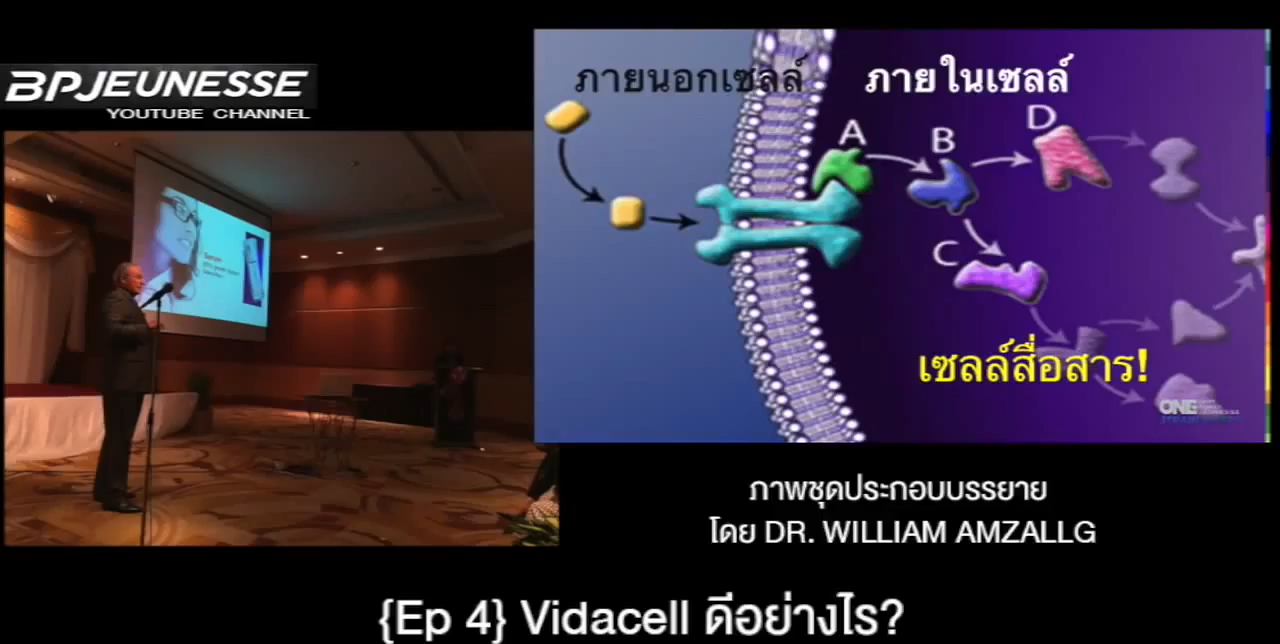 BPJEUNESSE
YOUTUBE CHANNEL
ภายนอกเซลล์
ภายในเซลล์
A
B
D
C
เซลล์สื่อสาร!
ONE
Serum
ภาพชุดประกอบบรรยาย
โดย DR. WILLIAM AMZALLG
{Ep 4} Vidacell ดีอย่างไร?